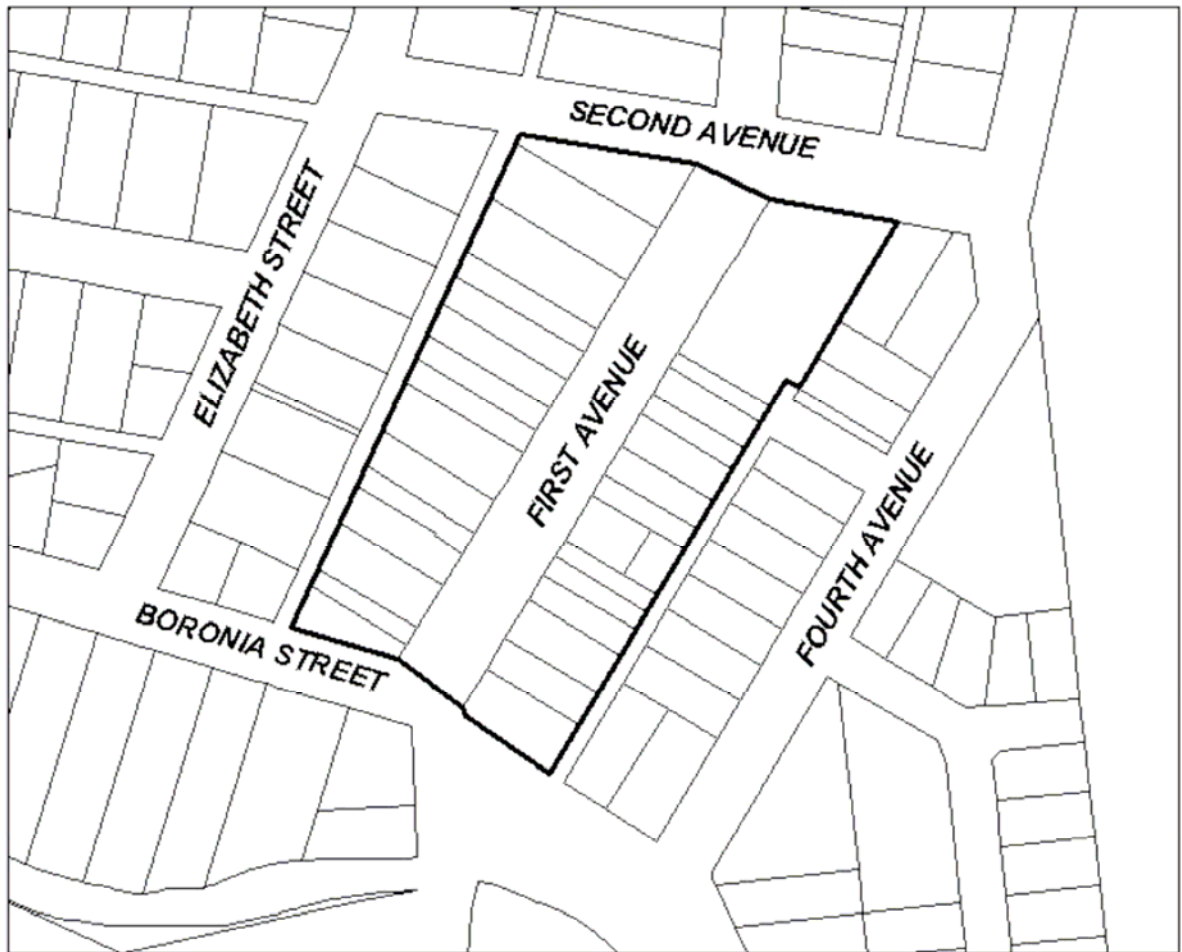 SECOND AVENUE
ELIZABETH STREET
FIRST AVENUE
FOURTH AVENUE
BORONIA STREET